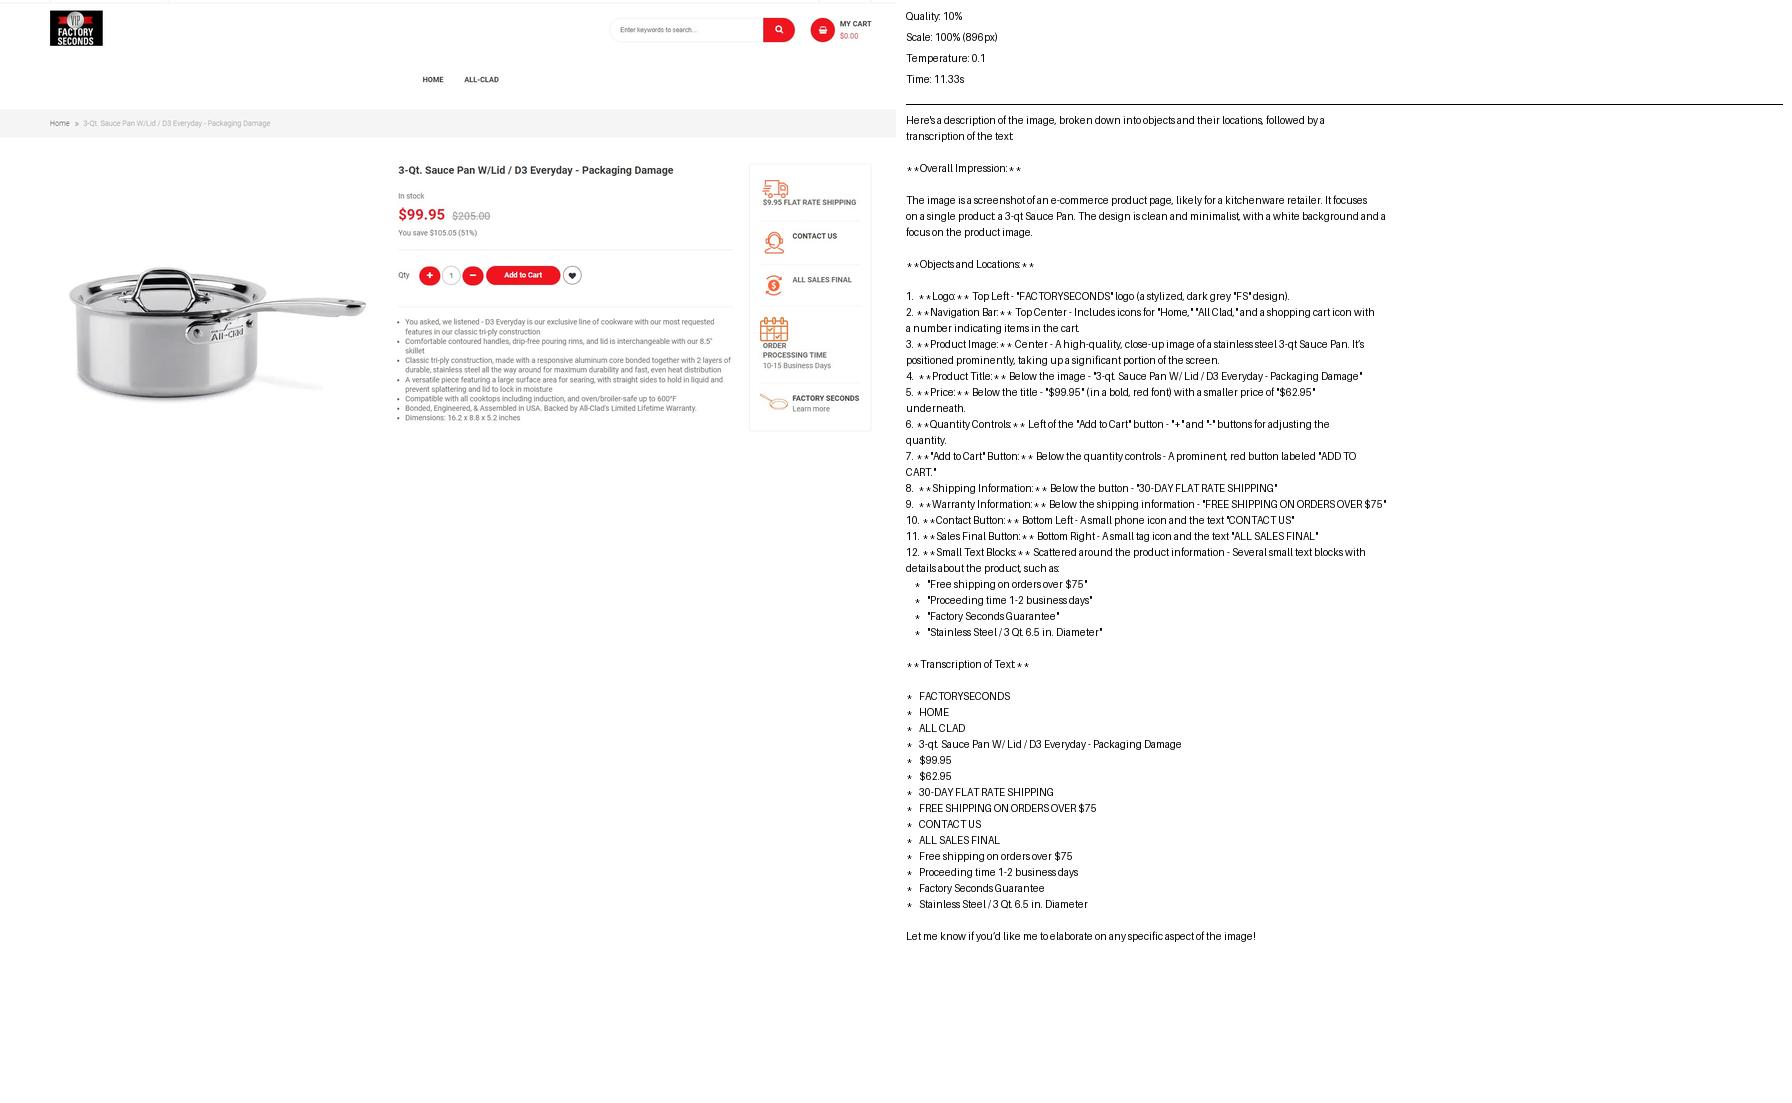 VIP
FACTORY
SECONDS
Enter keywords to search...
MY CART
$0.00
HOME
ALL-CLAD
Home » 3-Qt. Sauce Pan W/Lid / D3 Everyday - Packaging Damage
3-Qt. Sauce Pan W/Lid / D3 Everyday - Packaging Damage
In stock
$99.95 $205.00
You save $105.05 (51%)
Qty + 1 − Add to Cart
You asked, we listened - D3 Everyday is our exclusive line of cookware with our most requested
features in our classic tri-ply construction
Comfortable contoured handles, drip-free pouring rims, and lid is interchangeable with our 8.5"
skillet
Classic tri-ply construction, made with a responsive aluminum core bonded together with 2 layers of
durable, stainless steel all the way around for maximum durability and fast, even heat distribution
A versatile piece featuring a large surface area for searing, with straight sides to hold in liquid and
prevent splattering and lid to lock in moisture
Compatible with all cooktops including induction, and oven/broiler-safe up to 600°F
Bonded, Engineered, & Assembled in USA. Backed by All-Clad's Limited Lifetime Warranty.
Dimensions: 16.2 x 8.8 x 5.2 inches
All-Clad
$9.95 FLAT RATE SHIPPING
CONTACT US
ALL SALES FINAL
ORDER
PROCESSING TIME
10-15 Business Days
FACTORY SECONDS
Learn more
Quality: 10%
Scale: 100% (896px)
Temperature: 0.1
Time: 11.33s
Here's a description of the image, broken down into objects and their locations, followed by a
transcription of the text:
**Overall Impression:**
The image is a screenshot of an e-commerce product page, likely for a kitchenware retailer. It focuses
on a single product: a 3-qt Sauce Pan. The design is clean and minimalist, with a white background and a
focus on the product image.
**Objects and Locations:**
1. **Logo:** Top Left - "FACTORYSECONDS" logo (a stylized, dark grey "FS" design).
2. **Navigation Bar:** Top Center - Includes icons for "Home," "All Clad," and a shopping cart icon with
a number indicating items in the cart.
3. **Product Image:** Center - A high-quality, close-up image of a stainless steel 3-qt Sauce Pan. It's
positioned prominently, taking up a significant portion of the screen.
4. **Product Title:** Below the image - "3-qt. Sauce Pan W/ Lid / D3 Everyday - Packaging Damage"
5. **Price:** Below the title - "$99.95" (in a bold, red font) with a smaller price of "$62.95"
underneath.
6. **Quantity Controls:** Left of the "Add to Cart" button - "+" and "-" buttons for adjusting the
quantity.
7. **"Add to Cart" Button:** Below the quantity controls - A prominent, red button labeled "ADD TO
CART."
8. **Shipping Information:** Below the button - "30-DAY FLAT RATE SHIPPING"
9. **Warranty Information:** Below the shipping information - "FREE SHIPPING ON ORDERS OVER $75"
10. **Contact Button:** Bottom Left - A small phone icon and the text "CONTACT US"
11. **Sales Final Button:** Bottom Right - A small tag icon and the text "ALL SALES FINAL"
12. **Small Text Blocks:** Scattered around the product information - Several small text blocks with
details about the product, such as:
* "Free shipping on orders over $75"
* "Proceeding time 1-2 business days"
* "Factory Seconds Guarantee"
* "Stainless Steel / 3 Qt. 6.5 in. Diameter"
**Transcription of Text:**
* FACTORYSECONDS
* HOME
* ALL CLAD
* 3-qt. Sauce Pan W/ Lid / D3 Everyday - Packaging Damage
* $99.95
* $62.95
* 30-DAY FLAT RATE SHIPPING
* FREE SHIPPING ON ORDERS OVER $75
* CONTACT US
* ALL SALES FINAL
* Free shipping on orders over $75
* Proceeding time 1-2 business days
* Factory Seconds Guarantee
* Stainless Steel / 3 Qt. 6.5 in. Diameter
Let me know if you'd like me to elaborate on any specific aspect of the image!